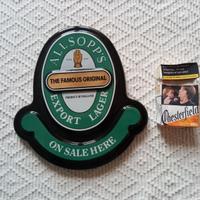 ALLSOPP'S
THE FAMOUS ORIGINAL
EXPORT LAGER
ON SALE HERE
Chesterfield